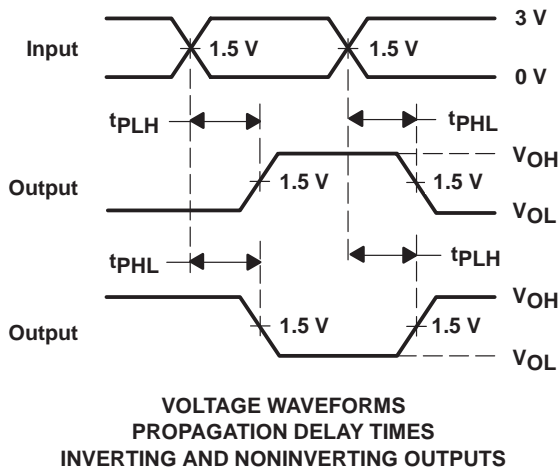 3 V
Input
1.5 V
1.5 V
0 V
tPLH
tPHL
VOH
Output
1.5 V
1.5 V
VOL
tPHL
tPLH
VOH
Output
1.5 V
1.5 V
VOL
VOLTAGE WAVEFORMS
PROPAGATION DELAY TIMES
INVERTING AND NONINVERTING OUTPUTS